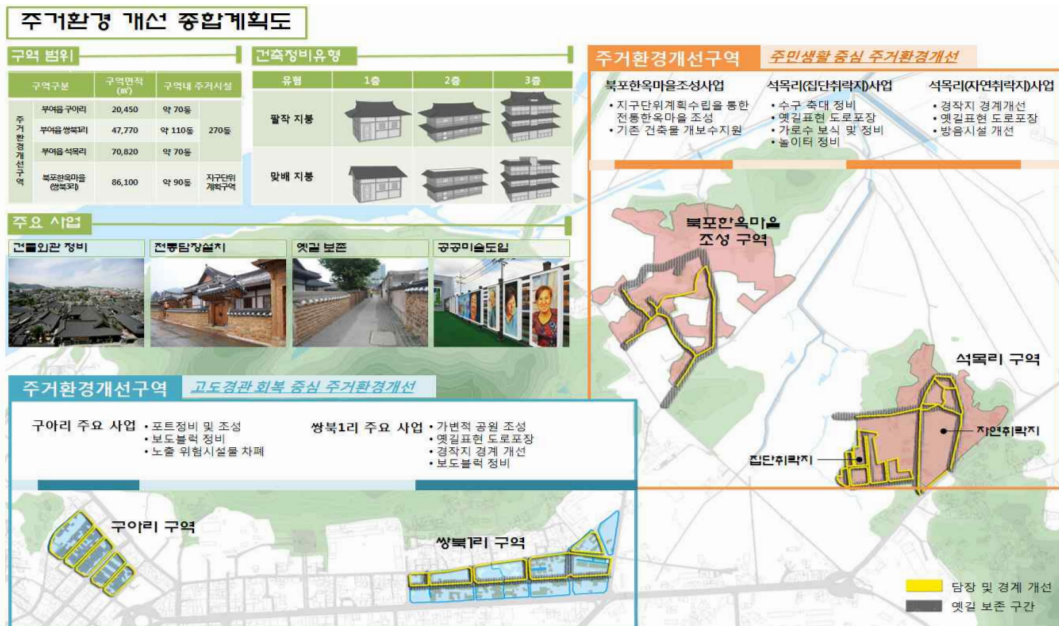 주거환경 개선 종합계획도
구역 범위
구역구분 구역면적 (㎡) 구역내 주거시설
주거환경개선구역
부여읍 구아리 20,450 약 70동
부여읍 쌍북1리 47,770 약 110동 270동
부여읍 석목리 70,820 약 70동
북포한옥마을 (쌍북3리) 86,100 약 90동 지구단위 계획구역
건축정비유형
유형 1층 2층 3층
팔작 지붕
맞배 지붕
주요 사업
건물외관 정비 전통담장설치 옛길 보존 공공미술도입
주거환경개선구역 주민생활 중심 주거환경개선
북포한옥마을조성사업
• 지구단위계획수립을 통한
전통한옥마을 조성
• 기존 건축물 개보수지원
석목리(집단취락지)사업
• 수구 축대 정비
• 옛길표현 도로포장
• 가로수 보식 및 정비
• 놀이터 정비
석목리(자연취락지)사업
• 경작지 경계개선
• 옛길표현 도로포장
• 방음시설 개선
북포한옥마을
조성 구역
석목리 구역
자연취락지
집단취락지
주거환경개선구역 고도경관 회복 중심 주거환경개선
구아리 주요 사업
• 포트정비 및 조성
• 보도블럭 정비
• 노출 위험시설물 차폐
쌍북1리 주요 사업
• 가변적 공원 조성
• 옛길표현 도로포장
• 경작지 경계 개선
• 보도블럭 정비
구아리 구역
쌍북1리 구역
담장 및 경계 개선
옛길 보존 구간